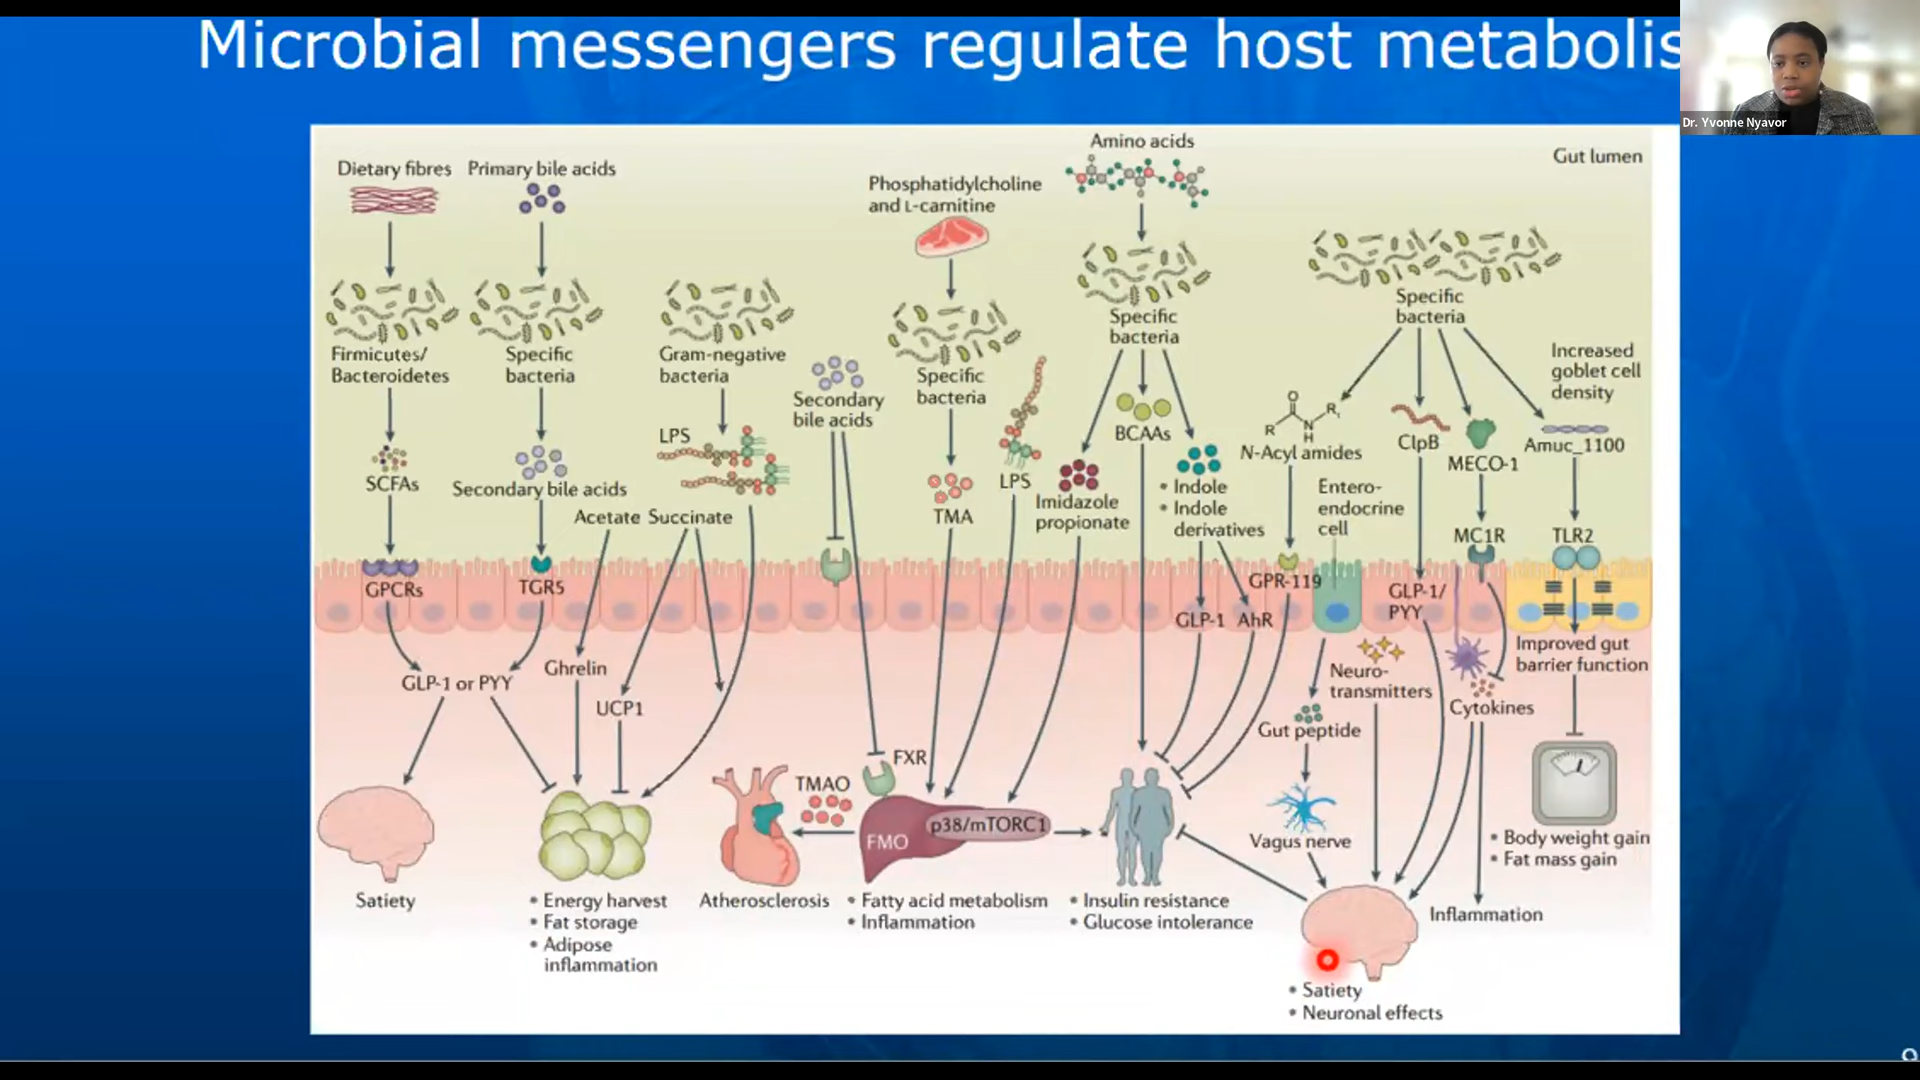 Microbial messengers regulate host metabolis
Dr. Yvonne Nyavor
Gut lumen
Dietary fibres
Primary bile acids
Phosphatidylcholine
and L-carnitine
Amino acids
Firmicutes/
Bacteroidetes
Specific
bacteria
Gram-negative
bacteria
Secondary
bile acids
Specific
bacteria
Specific
bacteria
Specific
bacteria
Increased
goblet cell
density
SCFAs
Secondary bile acids
LPS
Acetate
Succinate
TMA
LPS
Imidazole
propionate
BCAAs
• Indole
• Indole
derivatives
N-Acyl amides
O
R
N
H
R1
Entero-
endocrine
cell
ClpB
MECO-1
Amuc_1100
MC1R
TLR2
GPCRs
TGR5
GPR-119
GLP-1
AhR
GLP-1/
PYY
GLP-1 or PYY
Ghrelin
UCP1
Neuro-
transmitters
Gut peptide
Cytokines
Improved gut
barrier function
FXR
TMAO
FMO
p38/mTORC1
Vagus nerve
Satiety
• Energy harvest
• Fat storage
• Adipose
inflammation
Atherosclerosis
• Fatty acid metabolism
• Inflammation
• Insulin resistance
• Glucose intolerance
• Body weight gain
• Fat mass gain
Inflammation
• Satiety
• Neuronal effects